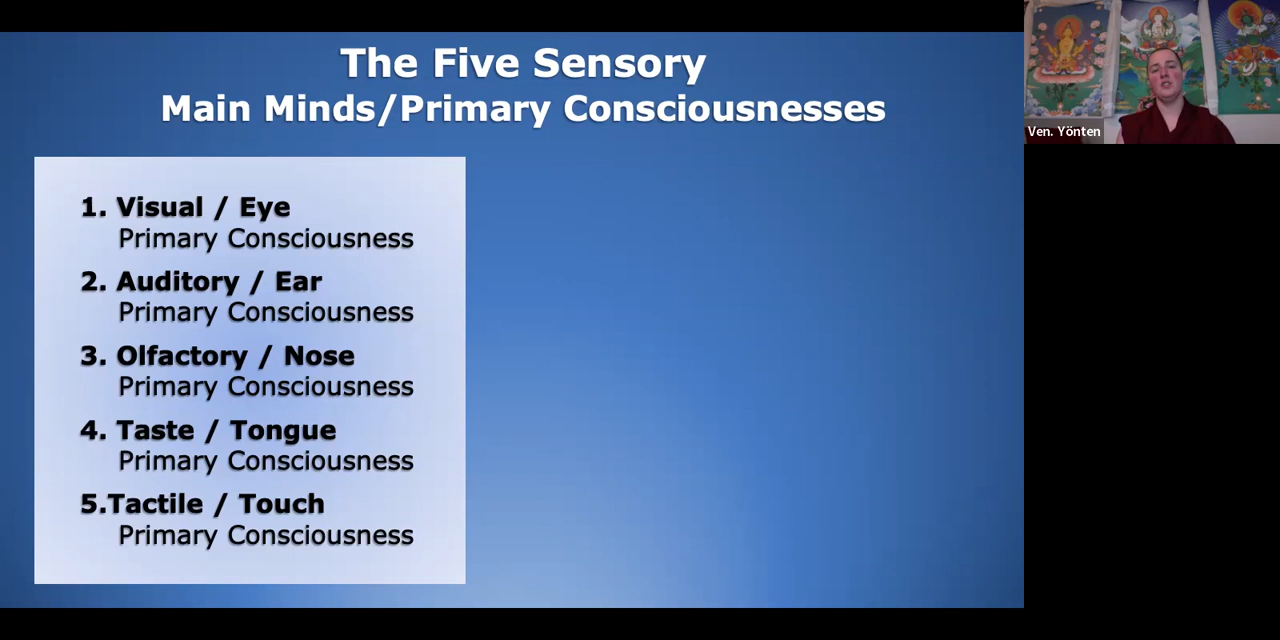 The Five Sensory
Main Minds/Primary Consciousnesses
1. Visual / Eye
Primary Consciousness
2. Auditory / Ear
Primary Consciousness
3. Olfactory / Nose
Primary Consciousness
4. Taste / Tongue
Primary Consciousness
5.Tactile / Touch
Primary Consciousness
Ven. Yönten